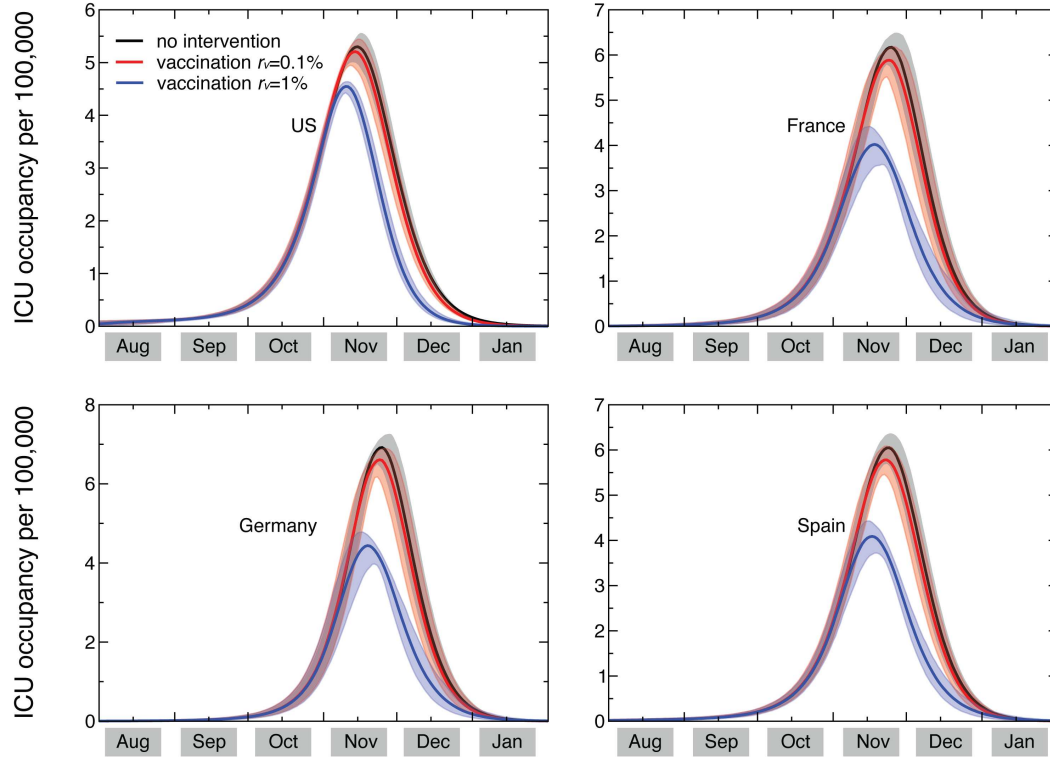 ICU occupancy per 100,000
6
5
4
3
2
1
0
no intervention
vaccination rv=0.1%
vaccination rv=1%
US
Aug Sep Oct Nov Dec Jan
7
6
5
4
3
2
1
0
France
Aug Sep Oct Nov Dec Jan
ICU occupancy per 100,000
8
6
4
2
0
Germany
Aug Sep Oct Nov Dec Jan
7
6
5
4
3
2
1
0
Spain
Aug Sep Oct Nov Dec Jan